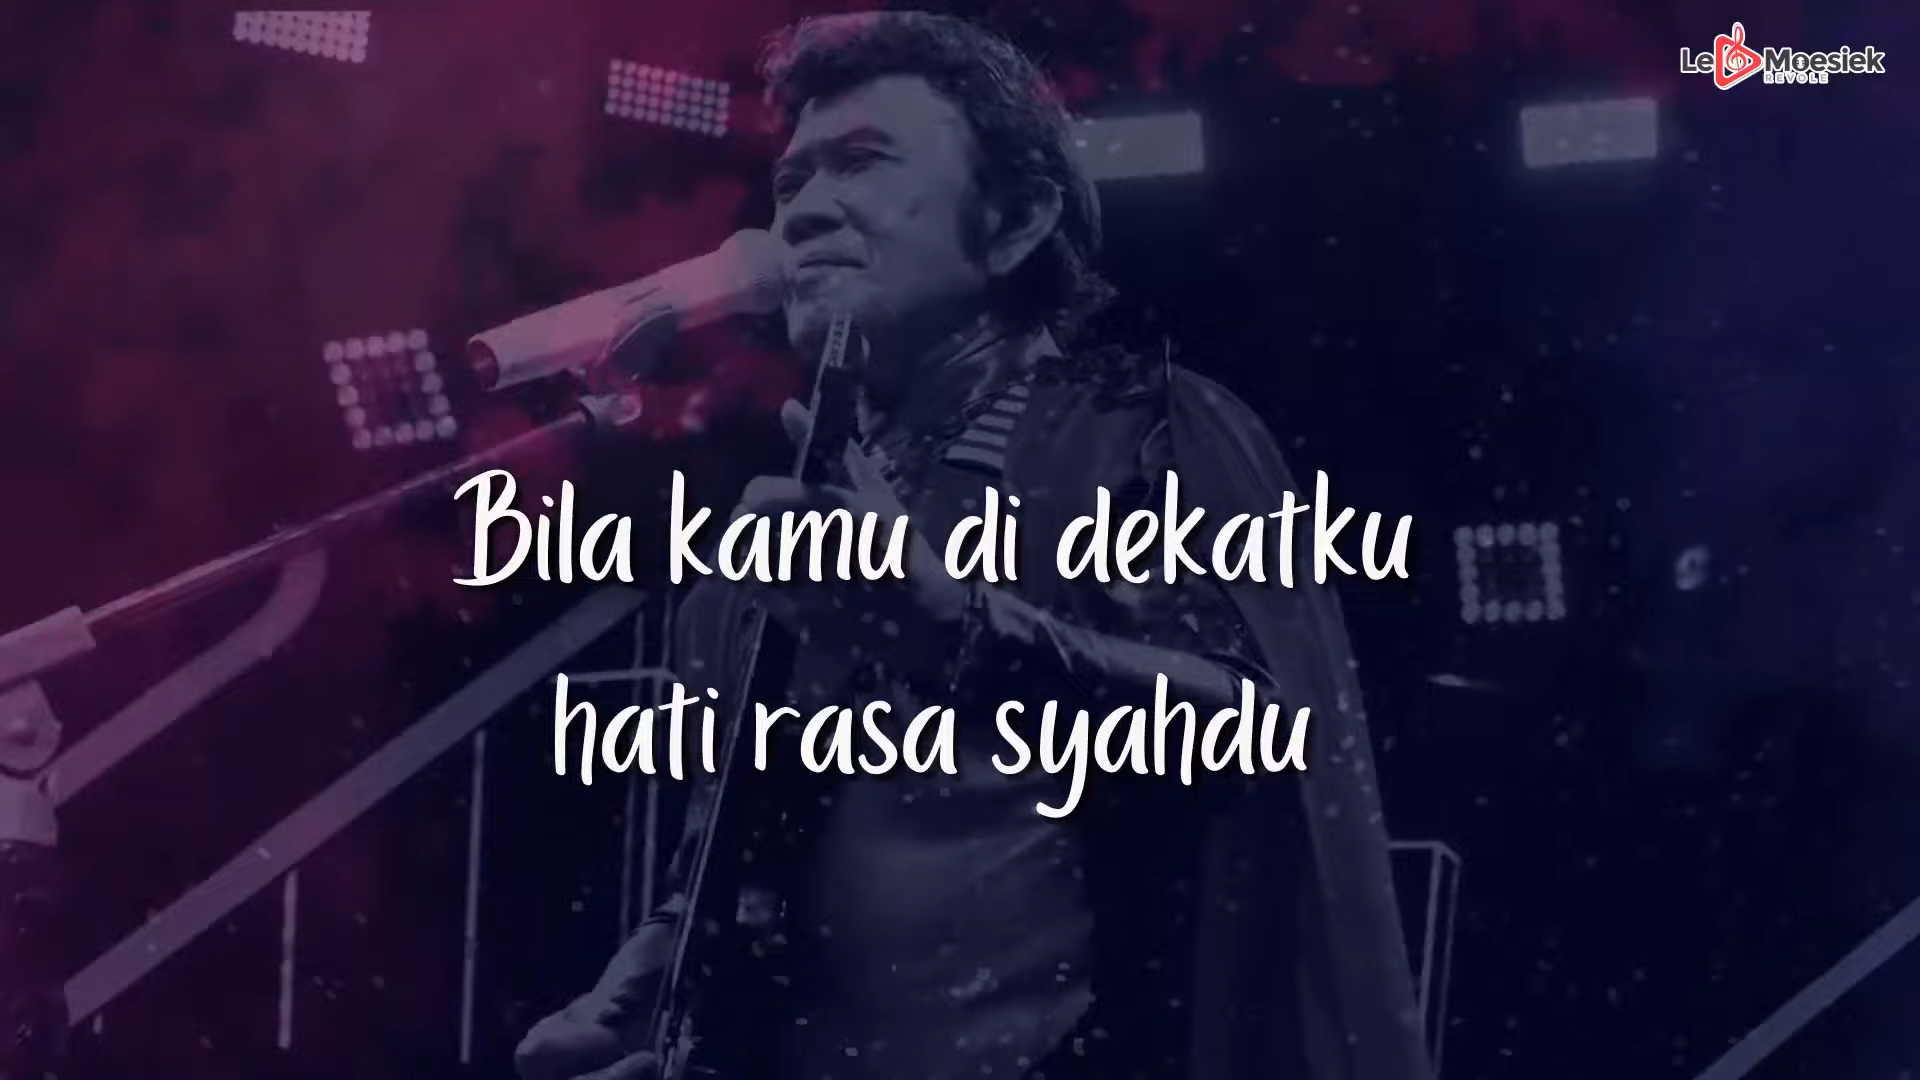 Le Moesiek
REVOLE
Bila kamu di dekatku
hati rasa syahdu